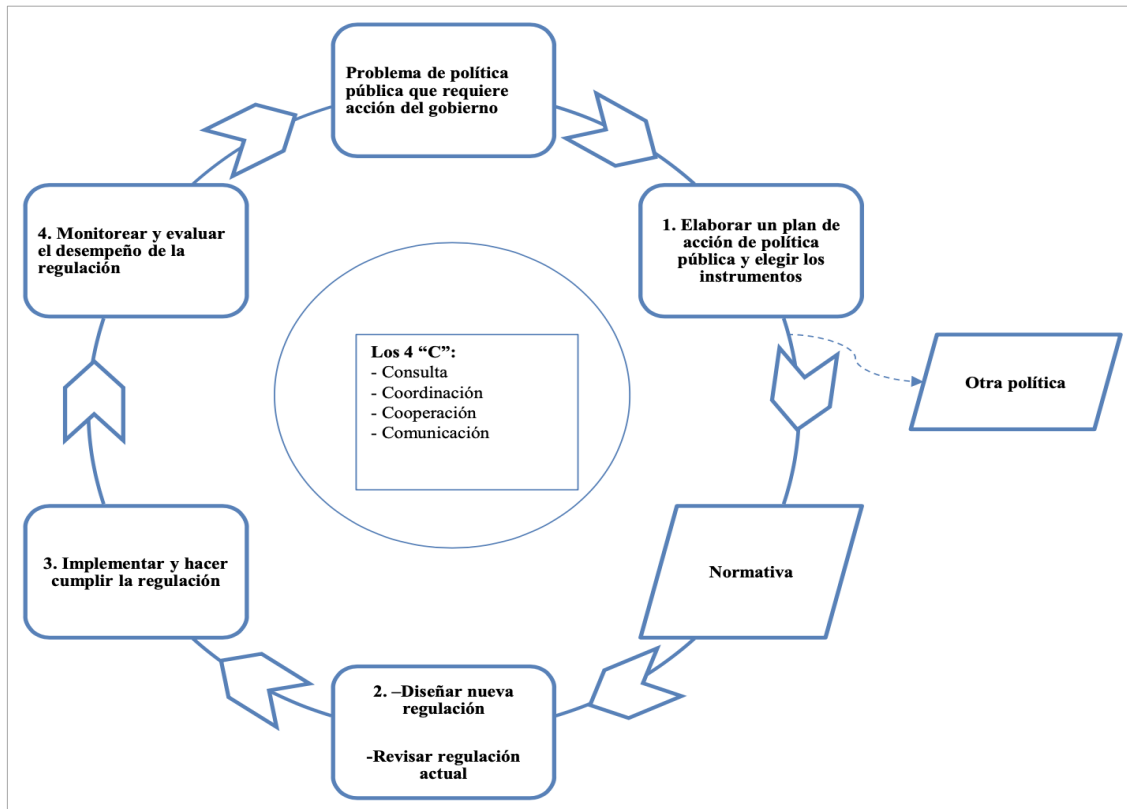 Problema de política
pública que requiere
acción del gobierno
1. Elaborar un plan de
acción de política
pública y elegir los
instrumentos
Otra política
Normativa
2. –Diseñar nueva
regulación
-Revisar regulación
actual
3. Implementar y hacer
cumplir la regulación
4. Monitorear y evaluar
el desempeño de la
regulación
Los 4 “C”:
- Consulta
- Coordinación
- Cooperación
- Comunicación